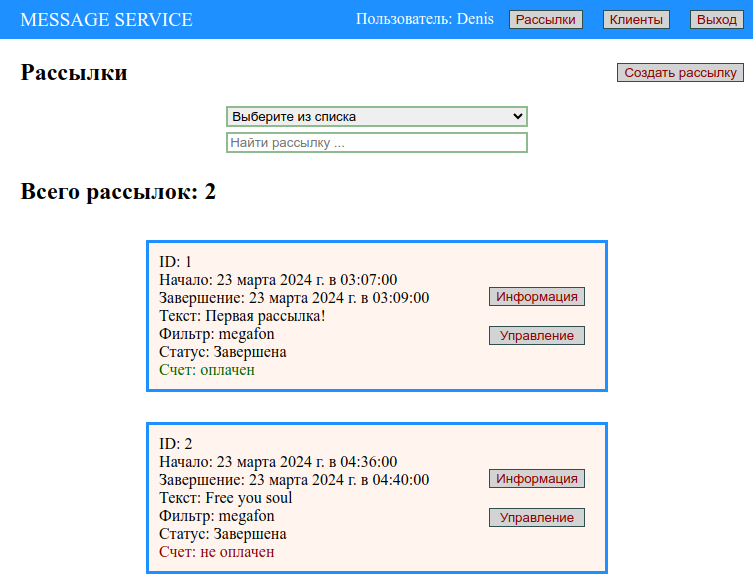 MESSAGE SERVICE Пользователь: Denis Рассылки Клиенты Выход
Рассылки Создать рассылку
Выберите из списка
Найти рассылку ...
Всего рассылок: 2
ID: 1
Начало: 23 марта 2024 г. в 03:07:00
Завершение: 23 марта 2024 г. в 03:09:00
Информация
Текст: Первая рассылка!
Фильтр: megafon
Управление
Статус: Завершена
Счет: оплачен
ID: 2
Начало: 23 марта 2024 г. в 04:36:00
Завершение: 23 марта 2024 г. в 04:40:00
Информация
Текст: Free you soul
Фильтр: megafon
Управление
Статус: Завершена
Счет: не оплачен